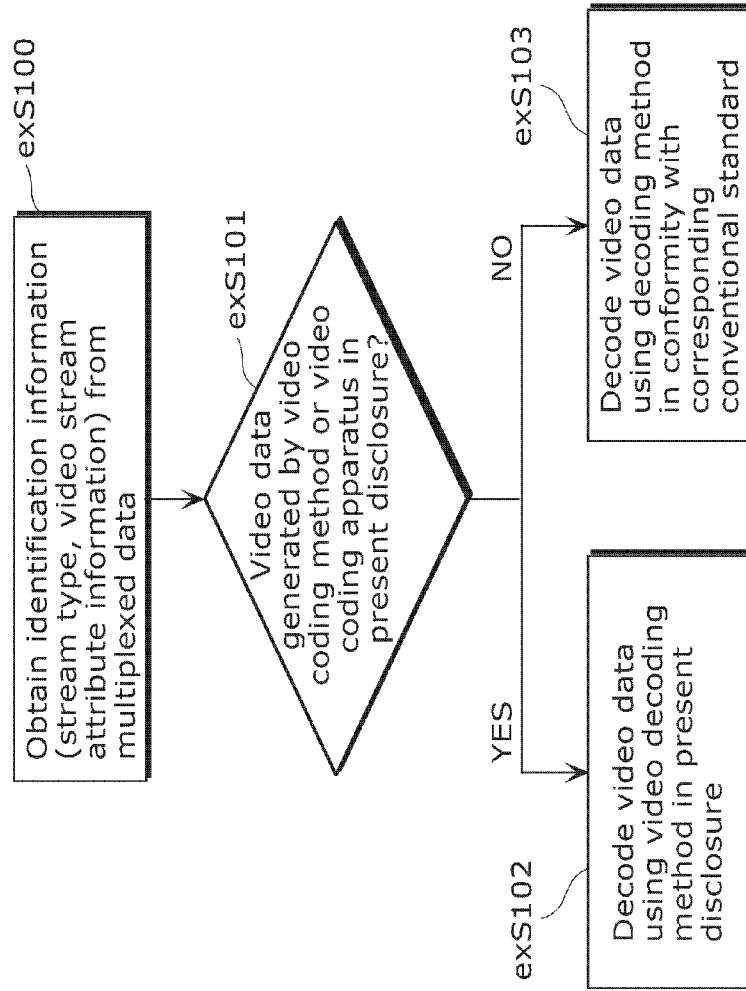 exS100
Obtain identification information
(stream type, video stream
attribute information) from
multiplexed data
exS101
Video data
generated by video
coding method or video
coding apparatus in
present disclosure?
YES
NO
exS102
Decode video data
using video decoding
method in present
disclosure
exS103
Decode video data
using decoding method
in conformity with
corresponding
conventional standard